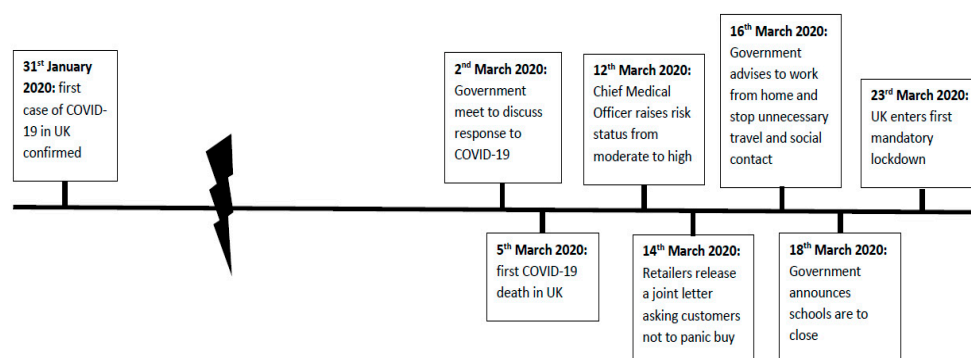 31st January
2020: first
case of COVID-
19 in UK
confirmed
2nd March 2020:
Government
meet to discuss
response to
COVID-19
12th March 2020:
Chief Medical
Officer raises risk
status from
moderate to high
16th March 2020:
Government
advises to work
from home and
stop unnecessary
travel and social
contact
23rd March 2020:
UK enters first
mandatory
lockdown
5th March 2020:
first COVID-19
death in UK
14th March 2020:
Retailers release
a joint letter
asking customers
not to panic buy
18th March 2020:
Government
announces
schools are to
close